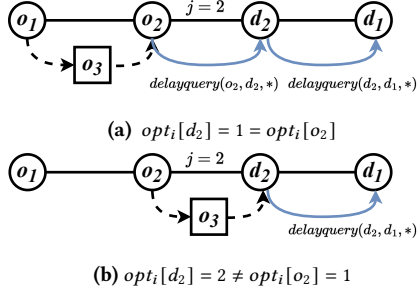 o₁ o₂ j = 2 d₂ d₁
o₃
delayquery(o₂, d₂, *) delayquery(d₂, d₁, *)
(a) optᵢ[d₂] = 1 = optᵢ[o₂]
o₁ o₂ j = 2 d₂ d₁
o₃
delayquery(d₂, d₁, *)
(b) optᵢ[d₂] = 2 ≠ optᵢ[o₂] = 1